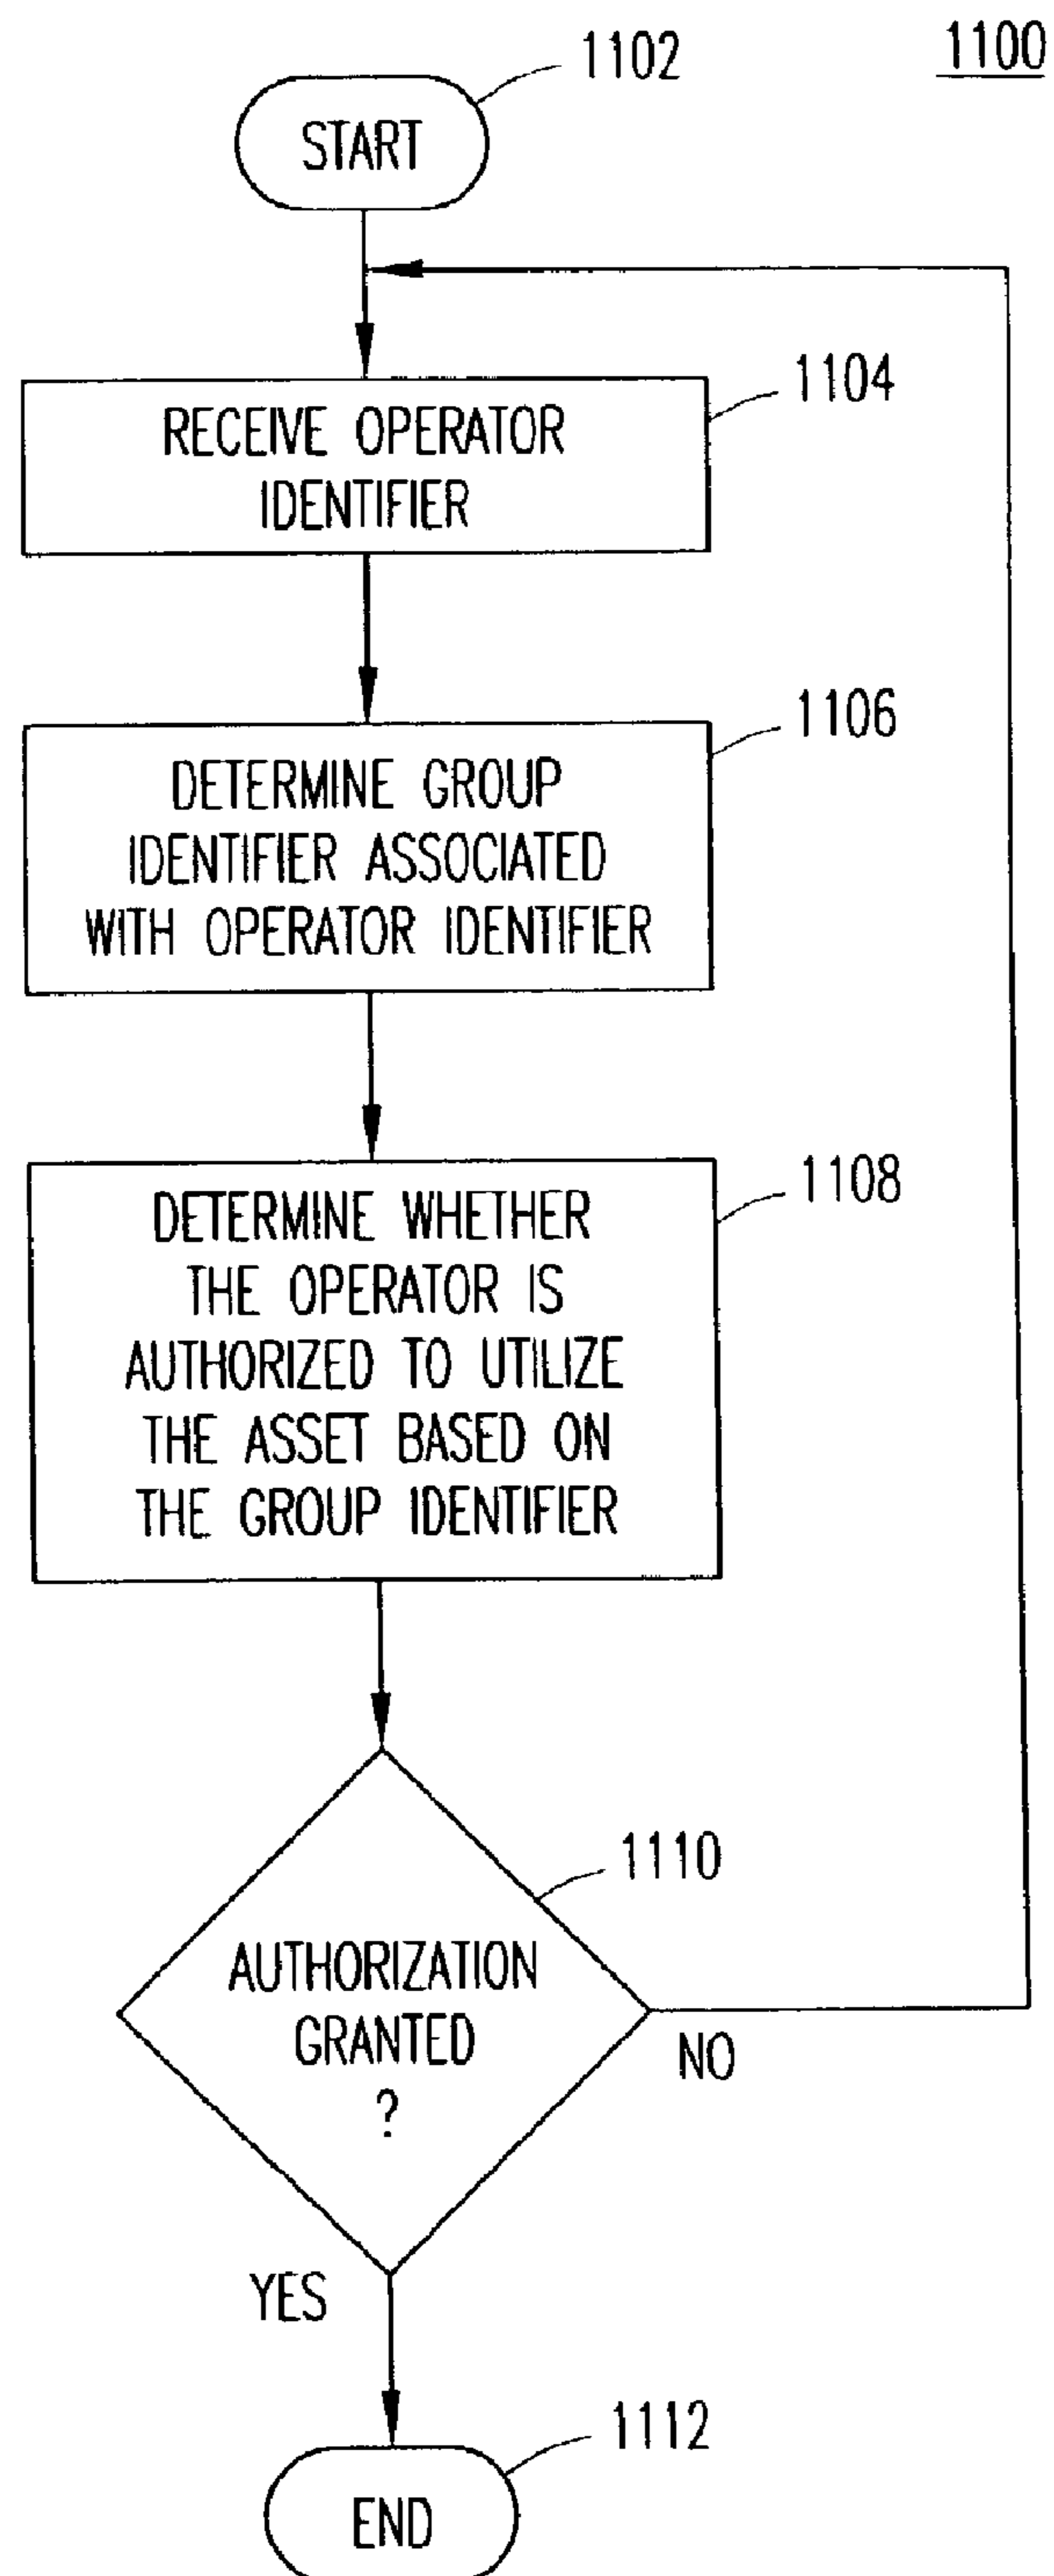 1100
1102
START
1104
RECEIVE OPERATOR
IDENTIFIER
1106
DETERMINE GROUP
IDENTIFIER ASSOCIATED
WITH OPERATOR IDENTIFIER
1108
DETERMINE WHETHER
THE OPERATOR IS
AUTHORIZED TO UTILIZE
THE ASSET BASED ON
THE GROUP IDENTIFIER
1110
AUTHORIZATION
GRANTED
?
NO
YES
1112
END